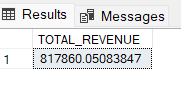 Results Messages
TOTAL_REVENUE
1 817860.05083847